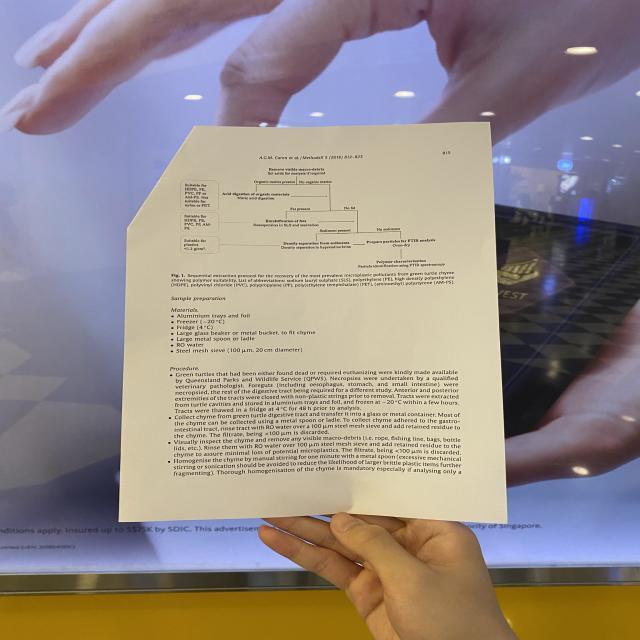 A.G.M. Caron et al. / MethodsX 5 (2018) 812–823
815
Remove visible macro-debris
Set aside for analysis if required
Organic matter present
No organic matter
Suitable for
HDPE, PE,
PVC, PP or
AM-PS. Not
suitable for
nylon or PET.
Acid digestion of organic materials
Nitric acid digestion
Fat present
No fat
Suitable for
HDPE, PE,
PVC, PE AM-
PS.
Emulsification of fats
Sediment present
No sediment
Suitable for
plastics
Density separation from sediments
Density separation in hypersaline brine
Prepare particles for FTIR analysis
Oven-dry
Polymer characterisation
Particle identification using FTIR spectroscopy
Fig. 1. Sequential extraction protocol for the recovery of the most prevalent microplastic pollutants from green turtle chyme
showing polymer suitability. List of abbreviations: sodium lauryl sulphate (SLS), polyethylene (PE), high density polyethylene
(HDPE), polyvinyl chloride (PVC), polypropylene (PP), polyethylene terephthalate (PET), (aminomethyl) polystyrene (AM-PS).
Sample preparation
Materials.
• Aluminium trays and foil
• Freezer (−20 °C)
• Fridge (4 °C)
• Large glass beaker or metal bucket, to fit chyme
• Large metal spoon or ladle
• RO water
• Steel mesh sieve (100 μm, 20 cm diameter)
Procedure.
• Green turtles that had been either found dead or required euthanizing were kindly made available
by Queensland Parks and Wildlife Service (QPWS). Necropsies were undertaken by a qualified
veterinary pathologist. Foreguts (including oesophagus, stomach, and small intestine) were
necropsied, the rest of the digestive tract being required for a different study. Anterior and posterior
extremities of the tracts were closed with non-plastic strings prior to removal. Tracts were extracted
from turtle cavities and stored in aluminium trays and foil, and frozen at −20 °C within a few hours.
Tracts were thawed in a fridge at 4 °C for 48 h prior to analysis.
• Collect chyme from green turtle digestive tract and transfer it into a glass or metal container. Most of
the chyme can be collected using a metal spoon or ladle. To collect chyme adhered to the gastro-
intestinal tract, rinse tract with RO water over a 100 μm steel mesh sieve and add retained residue to
the chyme. The filtrate, being <100 μm is discarded.
• Visually inspect the chyme and remove any visible macro-debris (i.e. rope, fishing line, bags, bottle
lids, etc.). Rinse them with RO water over 100 μm steel mesh sieve and add retained residue to the
chyme to assure minimal loss of potential microplastics. The filtrate, being <100 μm is discarded.
• Homogenise the chyme by manual stirring for one minute with a metal spoon (excessive mechanical
stirring or sonication should be avoided to reduce the likelihood of larger brittle plastic items further
fragmenting). Thorough homogenisation of the chyme is mandatory especially if analysing only a
VEST
nditions apply. Insured up to S$75K by SDIC. This advertisem
ority of Singapore.